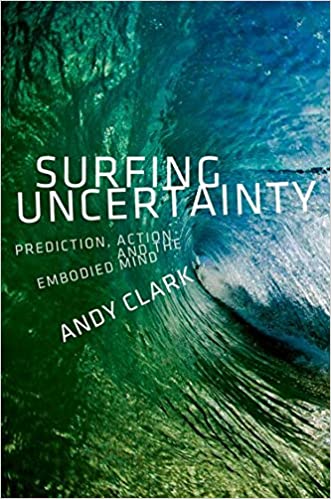 SURFING
UNCERTAINTY
PREDICTION, ACTION,
AND THE
EMBODIED MIND
ANDY CLARK